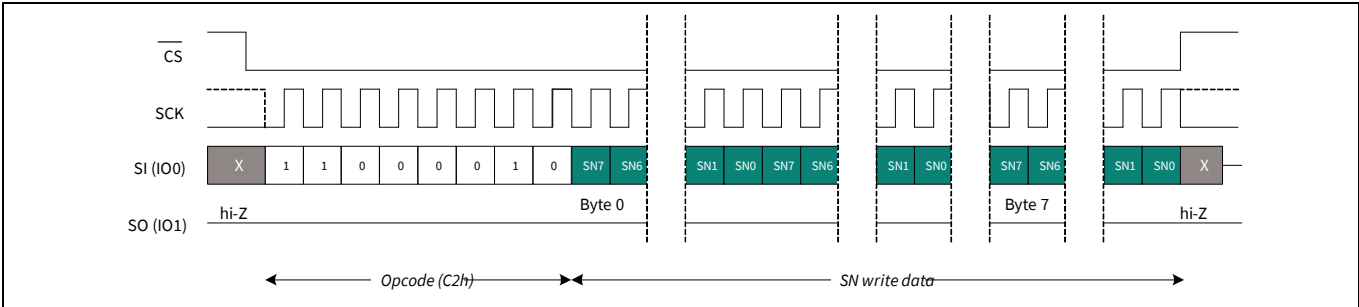 CS
SCK
SI (IO0) X 1 1 0 0 0 0 1 0 SN7 SN6 SN1 SN0 SN7 SN6 SN1 SN0 SN7 SN6 SN1 SN0 X
Byte 0 Byte 7
hi-Z hi-Z
SO (IO1)
Opcode (C2h) SN write data